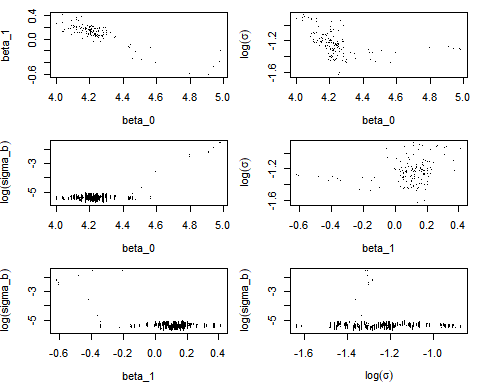 beta_1
-0.6 0.0 0.4
4.0 4.2 4.4 4.6 4.8 5.0
beta_0
log(σ)
-1.6 -1.2
4.0 4.2 4.4 4.6 4.8 5.0
beta_0
log(sigma_b)
-5 -3
4.0 4.2 4.4 4.6 4.8 5.0
beta_0
log(σ)
-1.6 -1.2
-0.6 -0.4 -0.2 0.0 0.2 0.4
beta_1
log(sigma_b)
-5 -3
-0.6 -0.4 -0.2 0.0 0.2 0.4
beta_1
log(sigma_b)
-5 -3
-1.6 -1.4 -1.2 -1.0
log(σ)